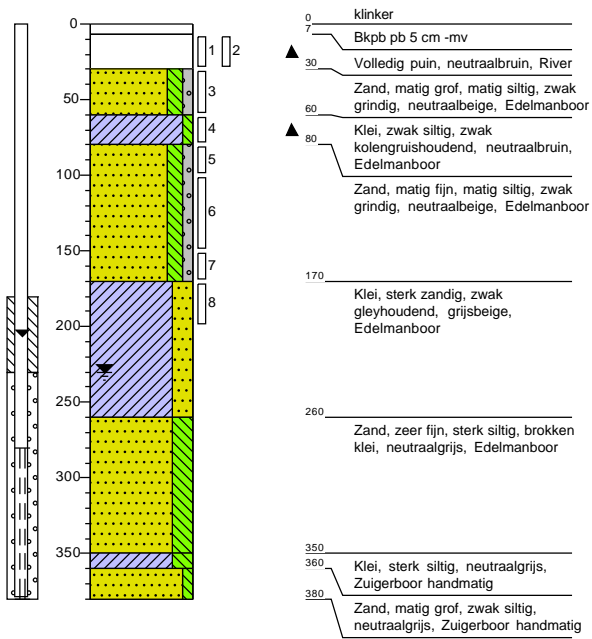 0
50
100
150
200
250
300
350
1
2
3
4
5
6
7
8
0
klinker
7
Bkpb pb 5 cm -mv
30
Volledig puin, neutraalbruin, River
Zand, matig grof, matig siltig, zwak
grindig, neutraalbeige, Edelmanboor
60
Klei, zwak siltig, zwak
kolengruishoudend, neutraalbruin,
Edelmanboor
80
Zand, matig fijn, matig siltig, zwak
grindig, neutraalbeige, Edelmanboor
170
Klei, sterk zandig, zwak
gleyhoudend, grijsbeige,
Edelmanboor
260
Zand, zeer fijn, sterk siltig, brokken
klei, neutraalgrijs, Edelmanboor
350
360
Klei, sterk siltig, neutraalgrijs,
Zuigerboor handmatig
380
Zand, matig grof, zwak siltig,
neutraalgrijs, Zuigerboor handmatig